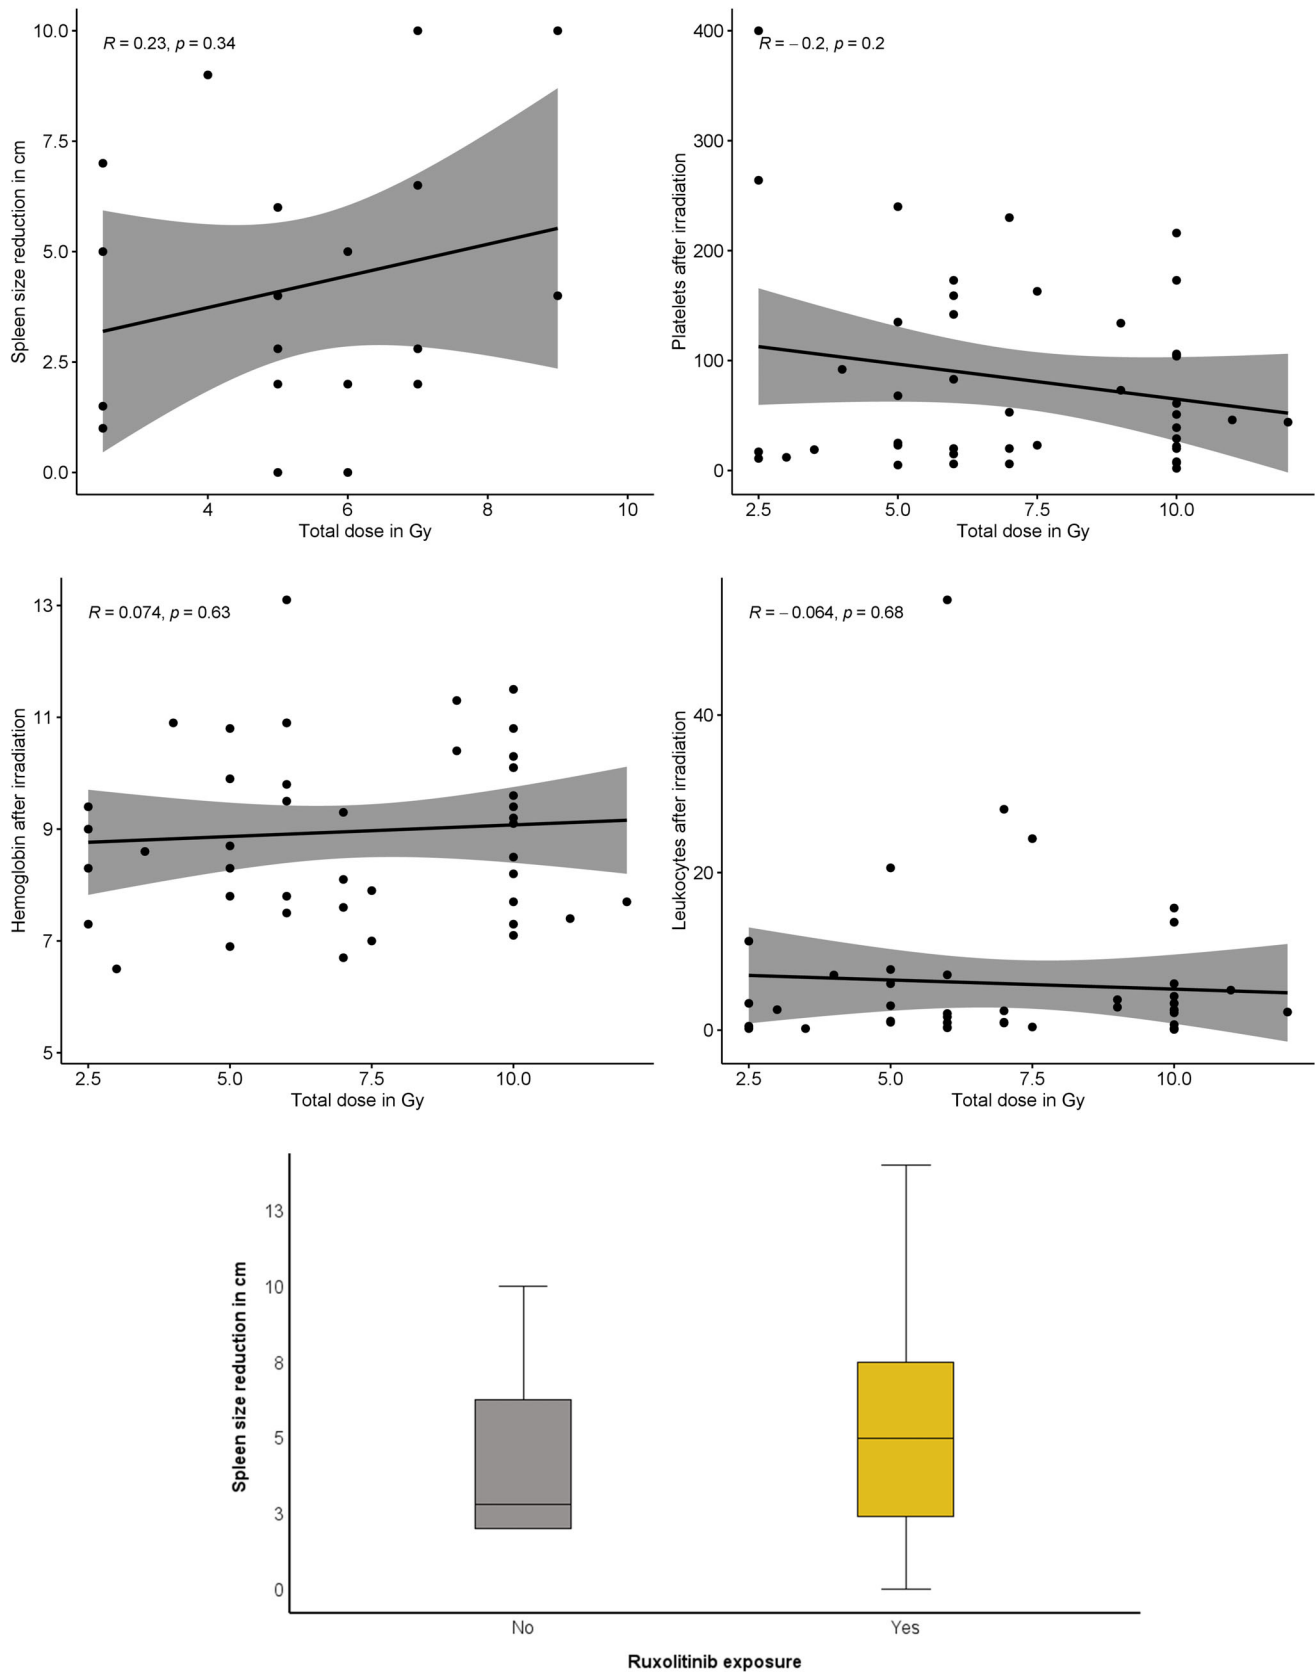 R = 0.23, p = 0.34
10.0
7.5
5.0
2.5
0.0
Spleen size reduction in cm
4 6 8 10
Total dose in Gy
R = − 0.2, p = 0.2
400
300
200
100
0
Platelets after irradiation
2.5 5.0 7.5 10.0
Total dose in Gy
R = 0.074, p = 0.63
13
11
9
7
5
Hemoglobin after irradiation
2.5 5.0 7.5 10.0
Total dose in Gy
R = − 0.064, p = 0.68
40
20
0
Leukocytes after irradiation
2.5 5.0 7.5 10.0
Total dose in Gy
13
10
8
5
3
0
Spleen size reduction in cm
No Yes
Ruxolitinib exposure